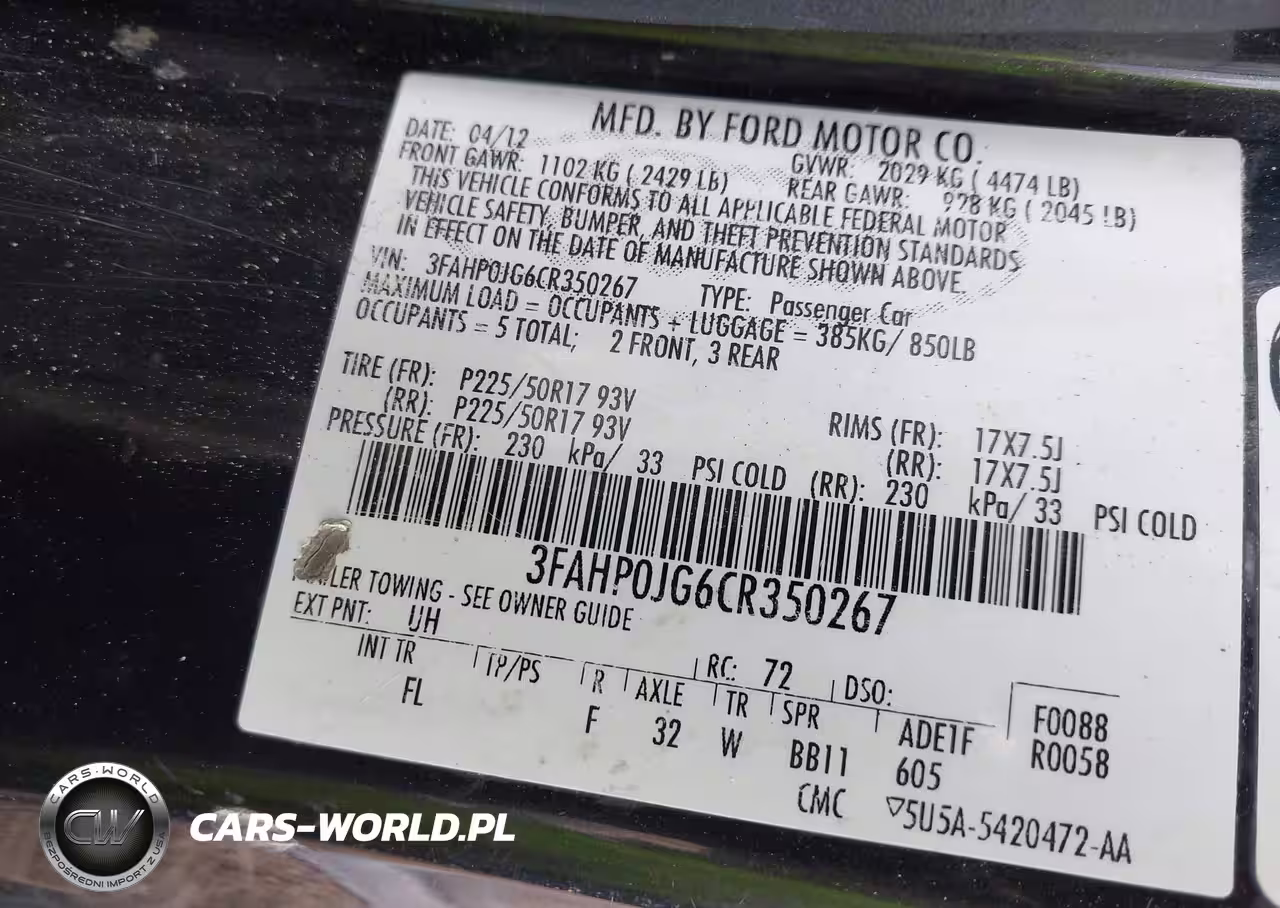 MFD. BY FORD MOTOR CO.
DATE: 04/12 GVWR: 2029 KG ( 4474 LB)
FRONT GAWR: 1102 KG ( 2429 LB) REAR GAWR: 928 KG ( 2045 LB)
THIS VEHICLE CONFORMS TO ALL APPLICABLE FEDERAL MOTOR
VEHICLE SAFETY, BUMPER, AND THEFT PREVENTION STANDARDS
IN EFFECT ON THE DATE OF MANUFACTURE SHOWN ABOVE.
VIN: 3FAHP0JG6CR350267 TYPE: Passenger Car
MAXIMUM LOAD = OCCUPANTS + LUGGAGE = 385KG/ 850LB
OCCUPANTS = 5 TOTAL; 2 FRONT, 3 REAR
TIRE (FR): P225/50R17 93V RIMS (FR): 17X7.5J
(RR): P225/50R17 93V (RR): 17X7.5J
PRESSURE (FR): 230 kPa/ 33 PSI COLD (RR): 230 kPa/ 33 PSI COLD
3FAHP0JG6CR350267
TOWING - SEE OWNER GUIDE
EXT PNT: UH RC: 72 DSO:
INT TR TP/PS R AXLE TR SPR ADE1F F0088
FL F 32 W BB11 605 R0058
CMC ▽5U5A-5420472-AA
CARS-WORLD
CW
BEZPOŚREDNI IMPORT Z USA
CARS-WORLD.PL